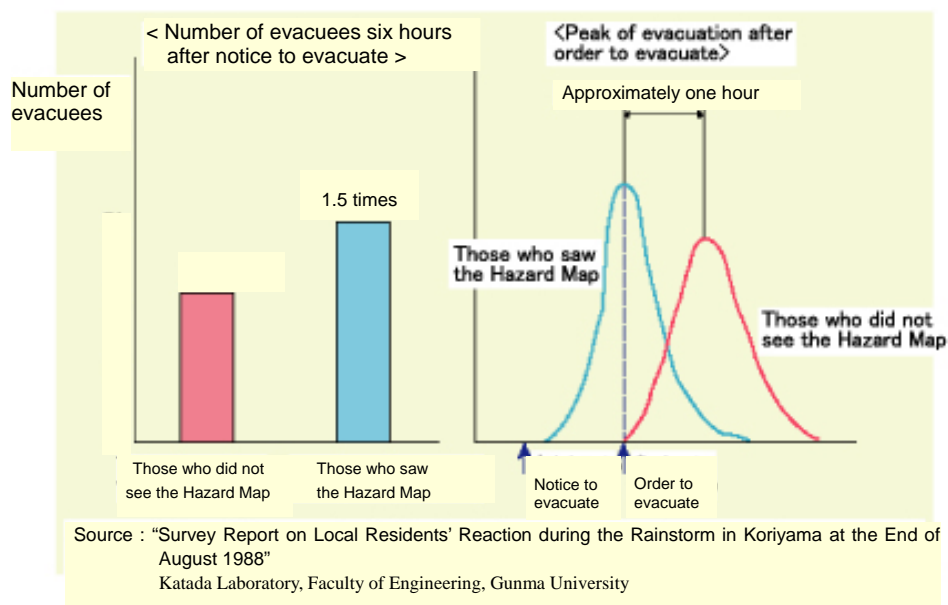 < Number of evacuees six hours
after notice to evacuate >
Number of
evacuees
1.5 times
Those who did not
see the Hazard Map
Those who saw
the Hazard Map
<Peak of evacuation after
order to evacuate>
Approximately one hour
Those who saw
the Hazard Map
Those who did not
see the Hazard Map
Notice to
evacuate
Order to
evacuate
Source : “Survey Report on Local Residents’ Reaction during the Rainstorm in Koriyama at the End of
August 1988”
Katada Laboratory, Faculty of Engineering, Gunma University